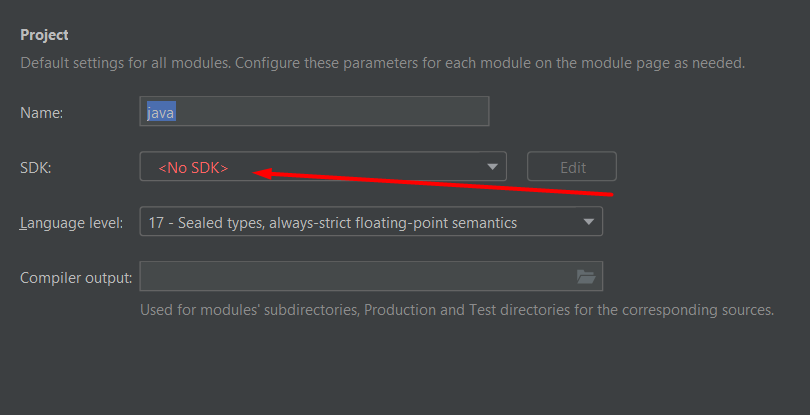 Project
Default settings for all modules. Configure these parameters for each module on the module page as needed.
Name: java
SDK: <No SDK> Edit
Language level: 17 - Sealed types, always-strict floating-point semantics
Compiler output:
Used for modules' subdirectories, Production and Test directories for the corresponding sources.